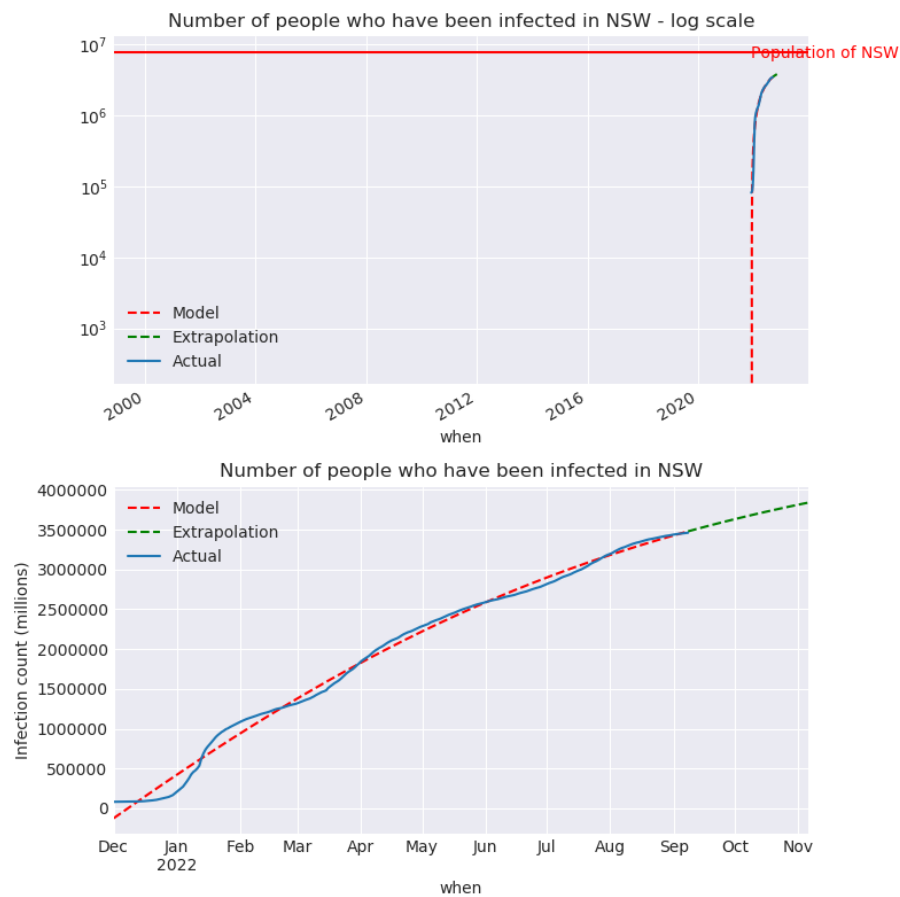 Number of people who have been infected in NSW - log scale
10^7
Population of NSW
10^6
10^5
10^4
10^3
Model
Extrapolation
Actual
2000 2004 2008 2012 2016 2020
when
Number of people who have been infected in NSW
4000000
3500000
3000000
2500000
2000000
1500000
1000000
500000
0
Infection count (millions)
Model
Extrapolation
Actual
Dec Jan Feb Mar Apr May Jun Jul Aug Sep Oct Nov
2022
when